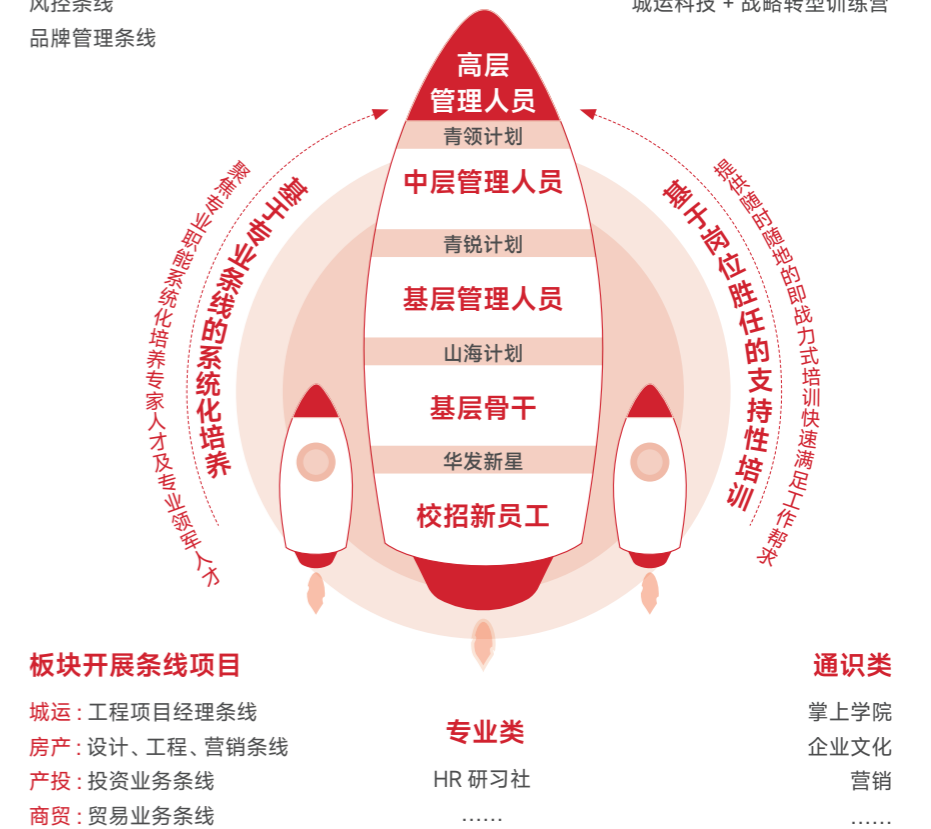 风控条线
品牌管理条线
城运科技 + 战略转型训练营
高层
管理人员
青领计划
中层管理人员
青锐计划
基层管理人员
山海计划
基层骨干
华发新星
校招新员工
聚焦专业职能系统化培养专家人才及专业领军人才
基于专业条线的系统化培养
基于岗位胜任的支持性培训
提供随时随地的即战力式培训快速满足工作帮求
板块开展条线项目
城运 : 工程项目经理条线
房产 : 设计、工程、营销条线
产投 : 投资业务条线
商贸 : 贸易业务条线
专业类
HR 研习社
......
通识类
掌上学院
企业文化
营销
......